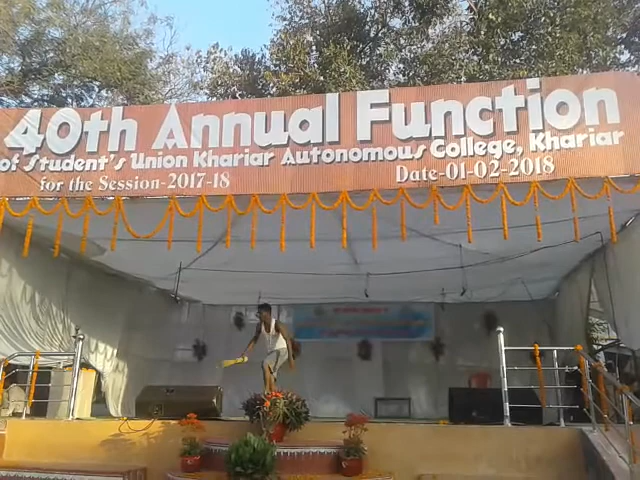 40th Annual Function
of Student's Union Khariar Autonomous College, Khariar
for the Session-2017-18
Date-01-02-2018